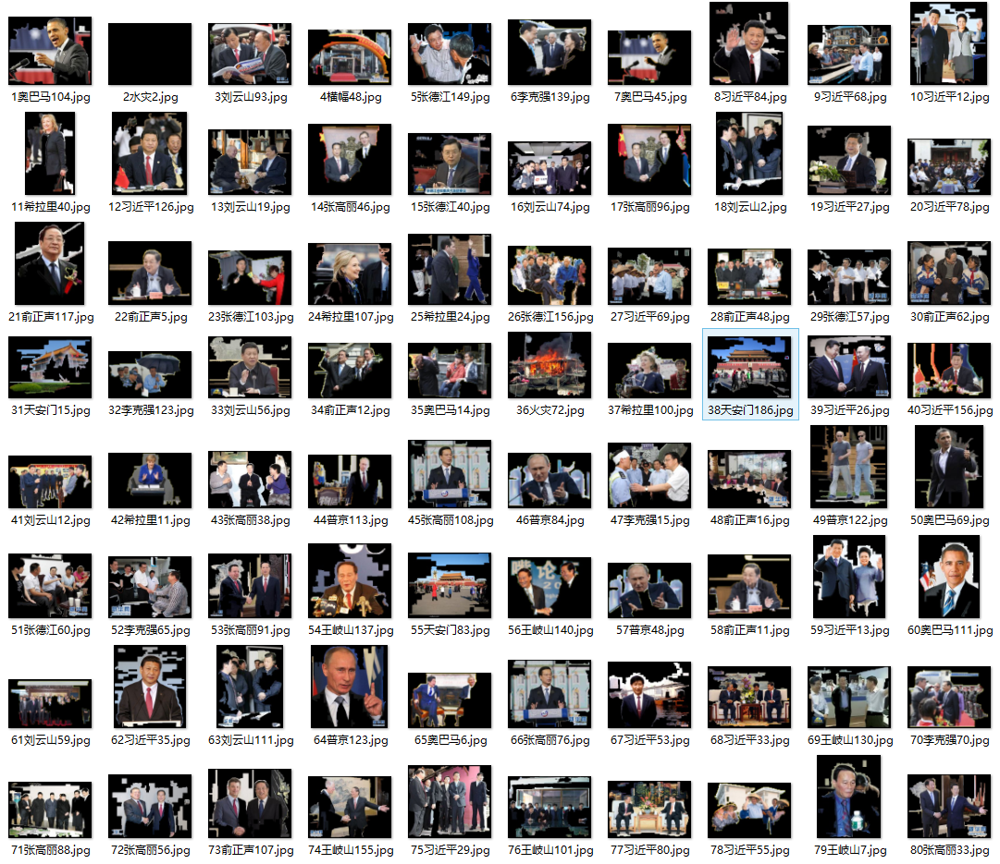 1奥巴马104.jpg 2水灾2.jpg 3刘云山93.jpg 4横幅48.jpg 5张德江149.jpg 6李克强139.jpg 7奥巴马45.jpg 8习近平84.jpg 9习近平68.jpg 10习近平12.jpg
11希拉里40.jpg 12习近平126.jpg 13刘云山19.jpg 14张高丽46.jpg 15张德江40.jpg 16刘云山74.jpg 17张高丽96.jpg 18刘云山2.jpg 19习近平27.jpg 20习近平78.jpg
21俞正声117.jpg 22俞正声5.jpg 23张德江103.jpg 24希拉里107.jpg 25希拉里24.jpg 26张德江156.jpg 27习近平69.jpg 28俞正声48.jpg 29张德江57.jpg 30俞正声62.jpg
31天安门15.jpg 32李克强123.jpg 33刘云山56.jpg 34俞正声12.jpg 35奥巴马14.jpg 36火灾72.jpg 37希拉里100.jpg 38天安门186.jpg 39习近平26.jpg 40习近平156.jpg
41刘云山12.jpg 42希拉里11.jpg 43张高丽38.jpg 44普京113.jpg 45张高丽108.jpg 46普京84.jpg 47李克强15.jpg 48俞正声16.jpg 49普京122.jpg 50奥巴马69.jpg
51张德江60.jpg 52李克强65.jpg 53张高丽91.jpg 54王岐山137.jpg 55天安门83.jpg 56王岐山140.jpg 57普京48.jpg 58俞正声11.jpg 59习近平13.jpg 60奥巴马111.jpg
61刘云山59.jpg 62习近平35.jpg 63刘云山111.jpg 64普京123.jpg 65奥巴马6.jpg 66张高丽76.jpg 67习近平53.jpg 68习近平33.jpg 69王岐山130.jpg 70李克强70.jpg
71张高丽88.jpg 72张高丽56.jpg 73俞正声107.jpg 74王岐山155.jpg 75习近平29.jpg 76王岐山101.jpg 77习近平80.jpg 78习近平55.jpg 79王岐山7.jpg 80张高丽33.jpg